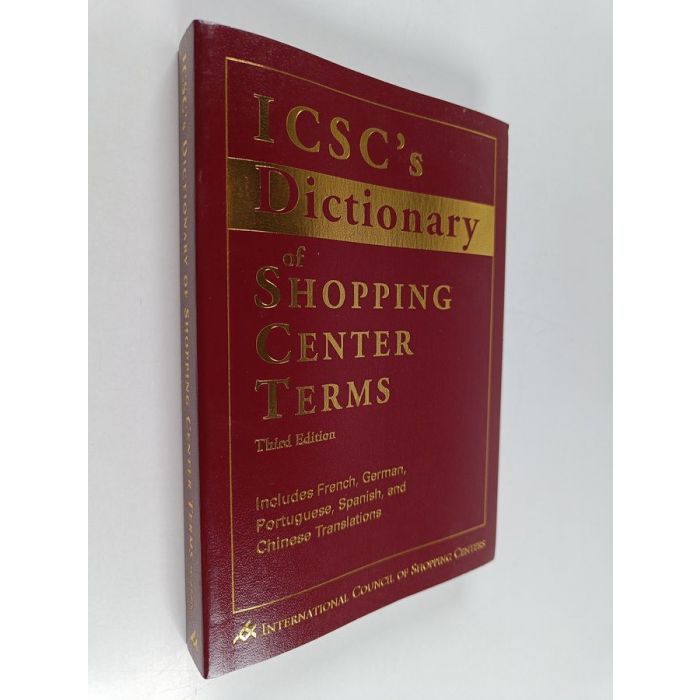 ICSC's
Dictionary
of
SHOPPING
CENTER
TERMS
Third Edition
Includes French, German,
Portuguese, Spanish, and
Chinese Translations
INTERNATIONAL COUNCIL OF SHOPPING CENTERS
ICSC's DICTIONARY OF SHOPPING CENTER TERMS